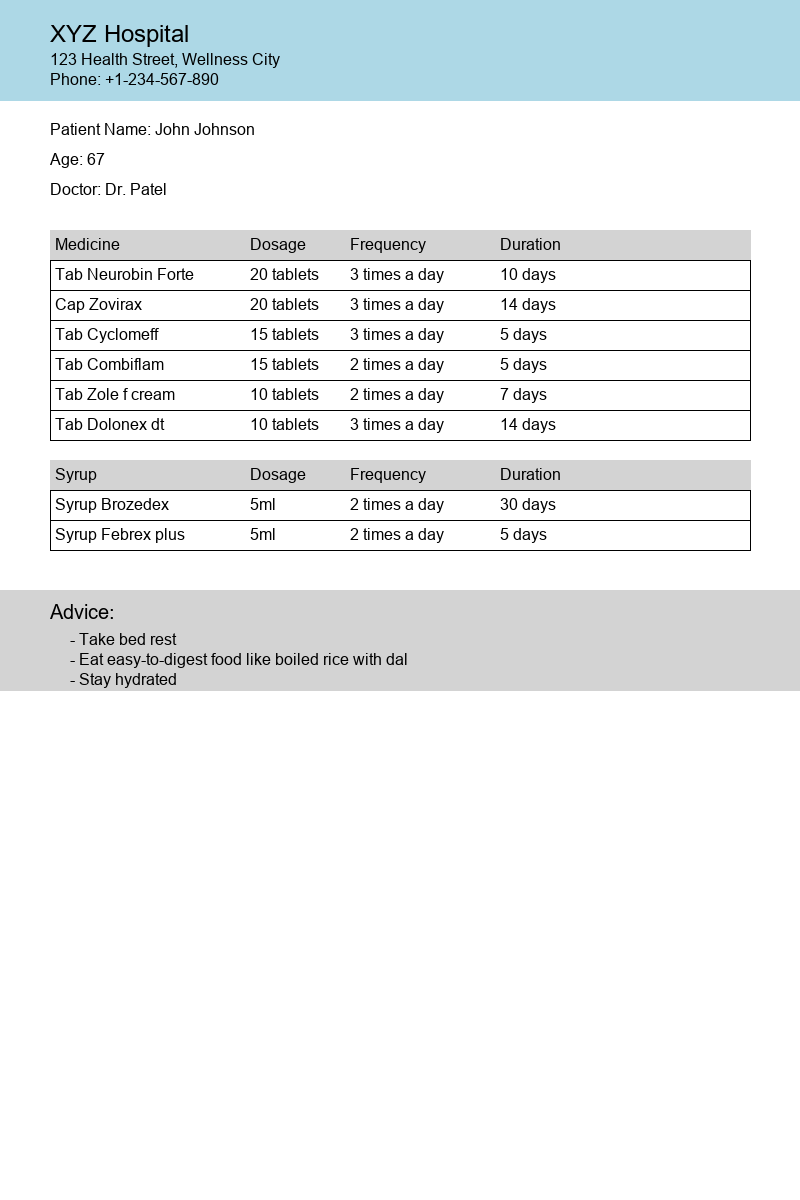 XYZ Hospital
123 Health Street, Wellness City
Phone: +1-234-567-890
Patient Name: John Johnson
Age: 67
Doctor: Dr. Patel
Medicine Dosage Frequency Duration
Tab Neurobin Forte 20 tablets 3 times a day 10 days
Cap Zovirax 20 tablets 3 times a day 14 days
Tab Cyclomeff 15 tablets 3 times a day 5 days
Tab Combiflam 15 tablets 2 times a day 5 days
Tab Zole f cream 10 tablets 2 times a day 7 days
Tab Dolonex dt 10 tablets 3 times a day 14 days
Syrup Dosage Frequency Duration
Syrup Brozedex 5ml 2 times a day 30 days
Syrup Febrex plus 5ml 2 times a day 5 days
Advice:
- Take bed rest
- Eat easy-to-digest food like boiled rice with dal
- Stay hydrated